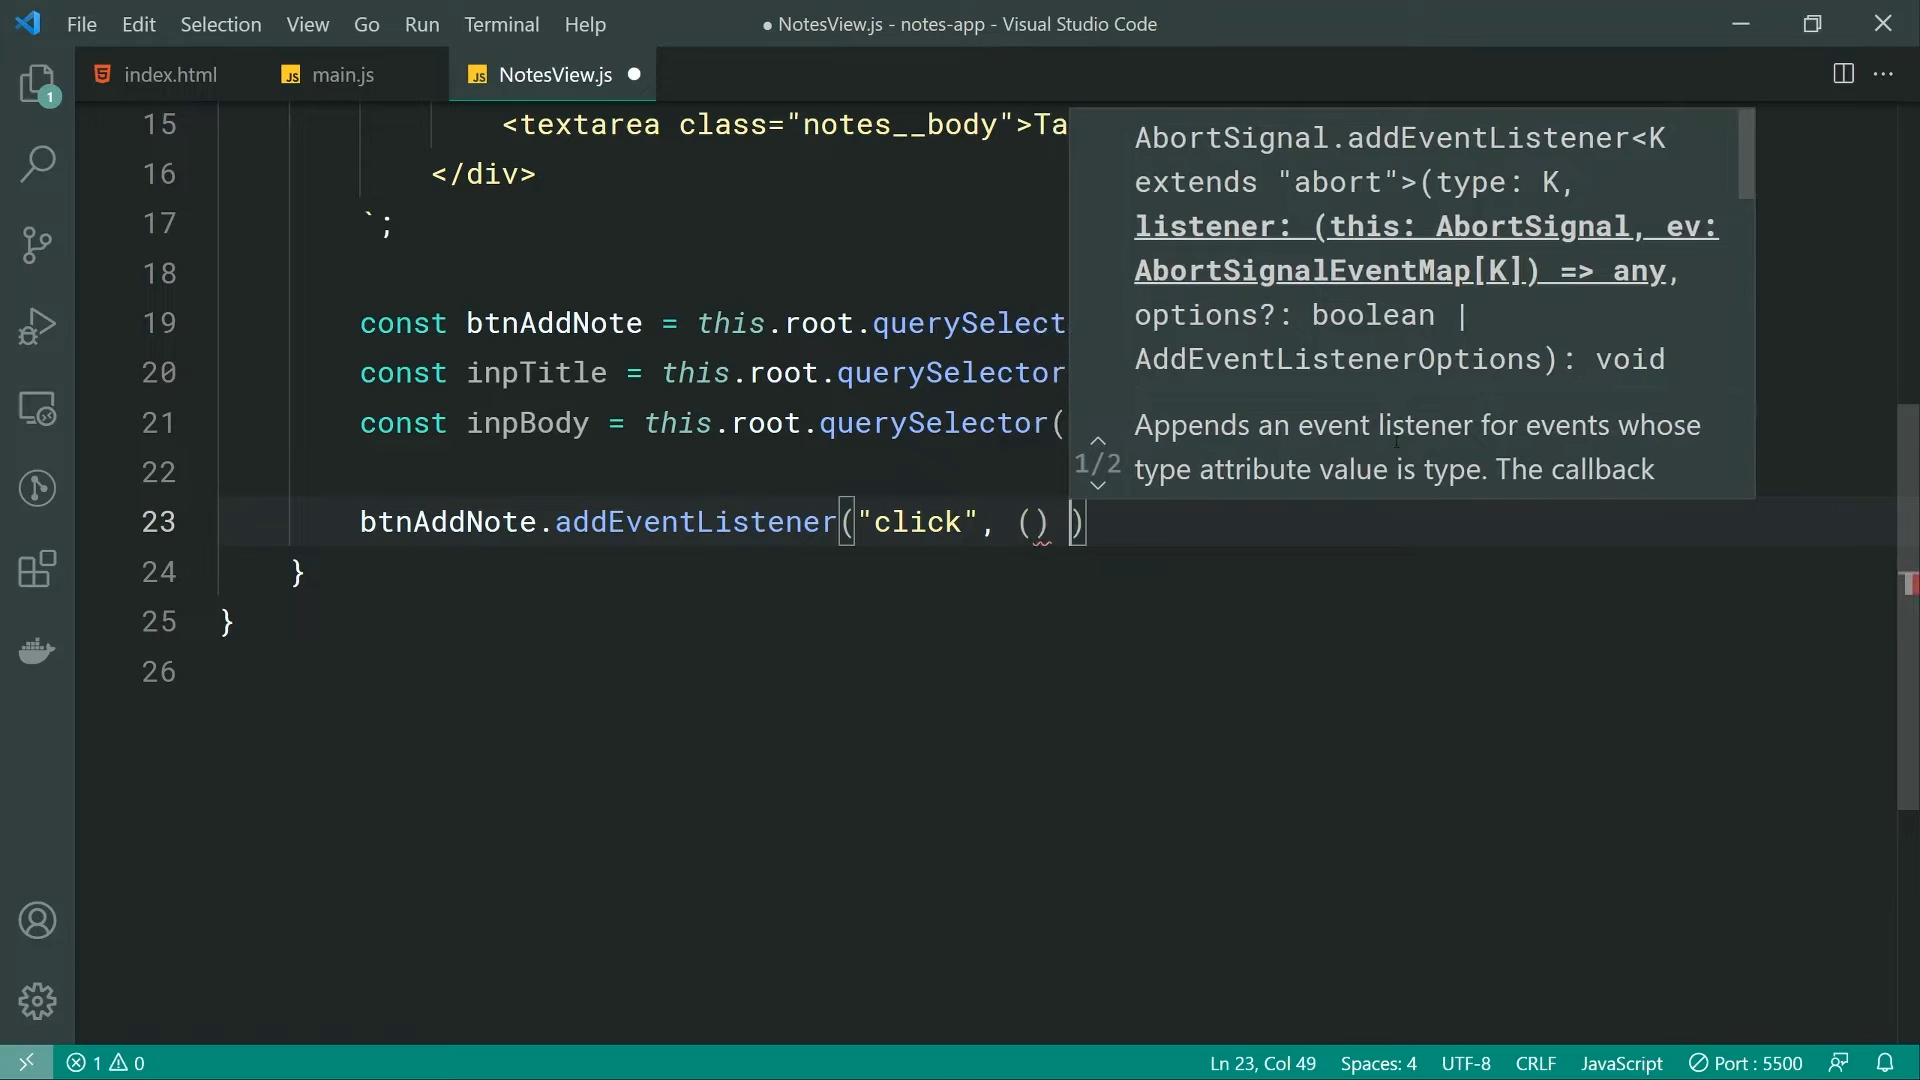 File Edit Selection View Go Run Terminal Help
● NotesView.js - notes-app - Visual Studio Code
1
index.html
JS main.js
JS NotesView.js ●
15 <textarea class="notes__body">Ta
16 </div>
17 `;
18
19 const btnAddNote = this.root.querySelect
20 const inpTitle = this.root.querySelector
21 const inpBody = this.root.querySelector(
22
23 btnAddNote.addEventListener("click", () )
24 }
25 }
26
AbortSignal.addEventListener<K
extends "abort">(type: K,
listener: (this: AbortSignal, ev:
AbortSignalEventMap[K]) => any,
options?: boolean |
AddEventListenerOptions): void
Appends an event listener for events whose
1/2 type attribute value is type. The callback
1 0
Ln 23, Col 49 Spaces: 4 UTF-8 CRLF JavaScript Port : 5500